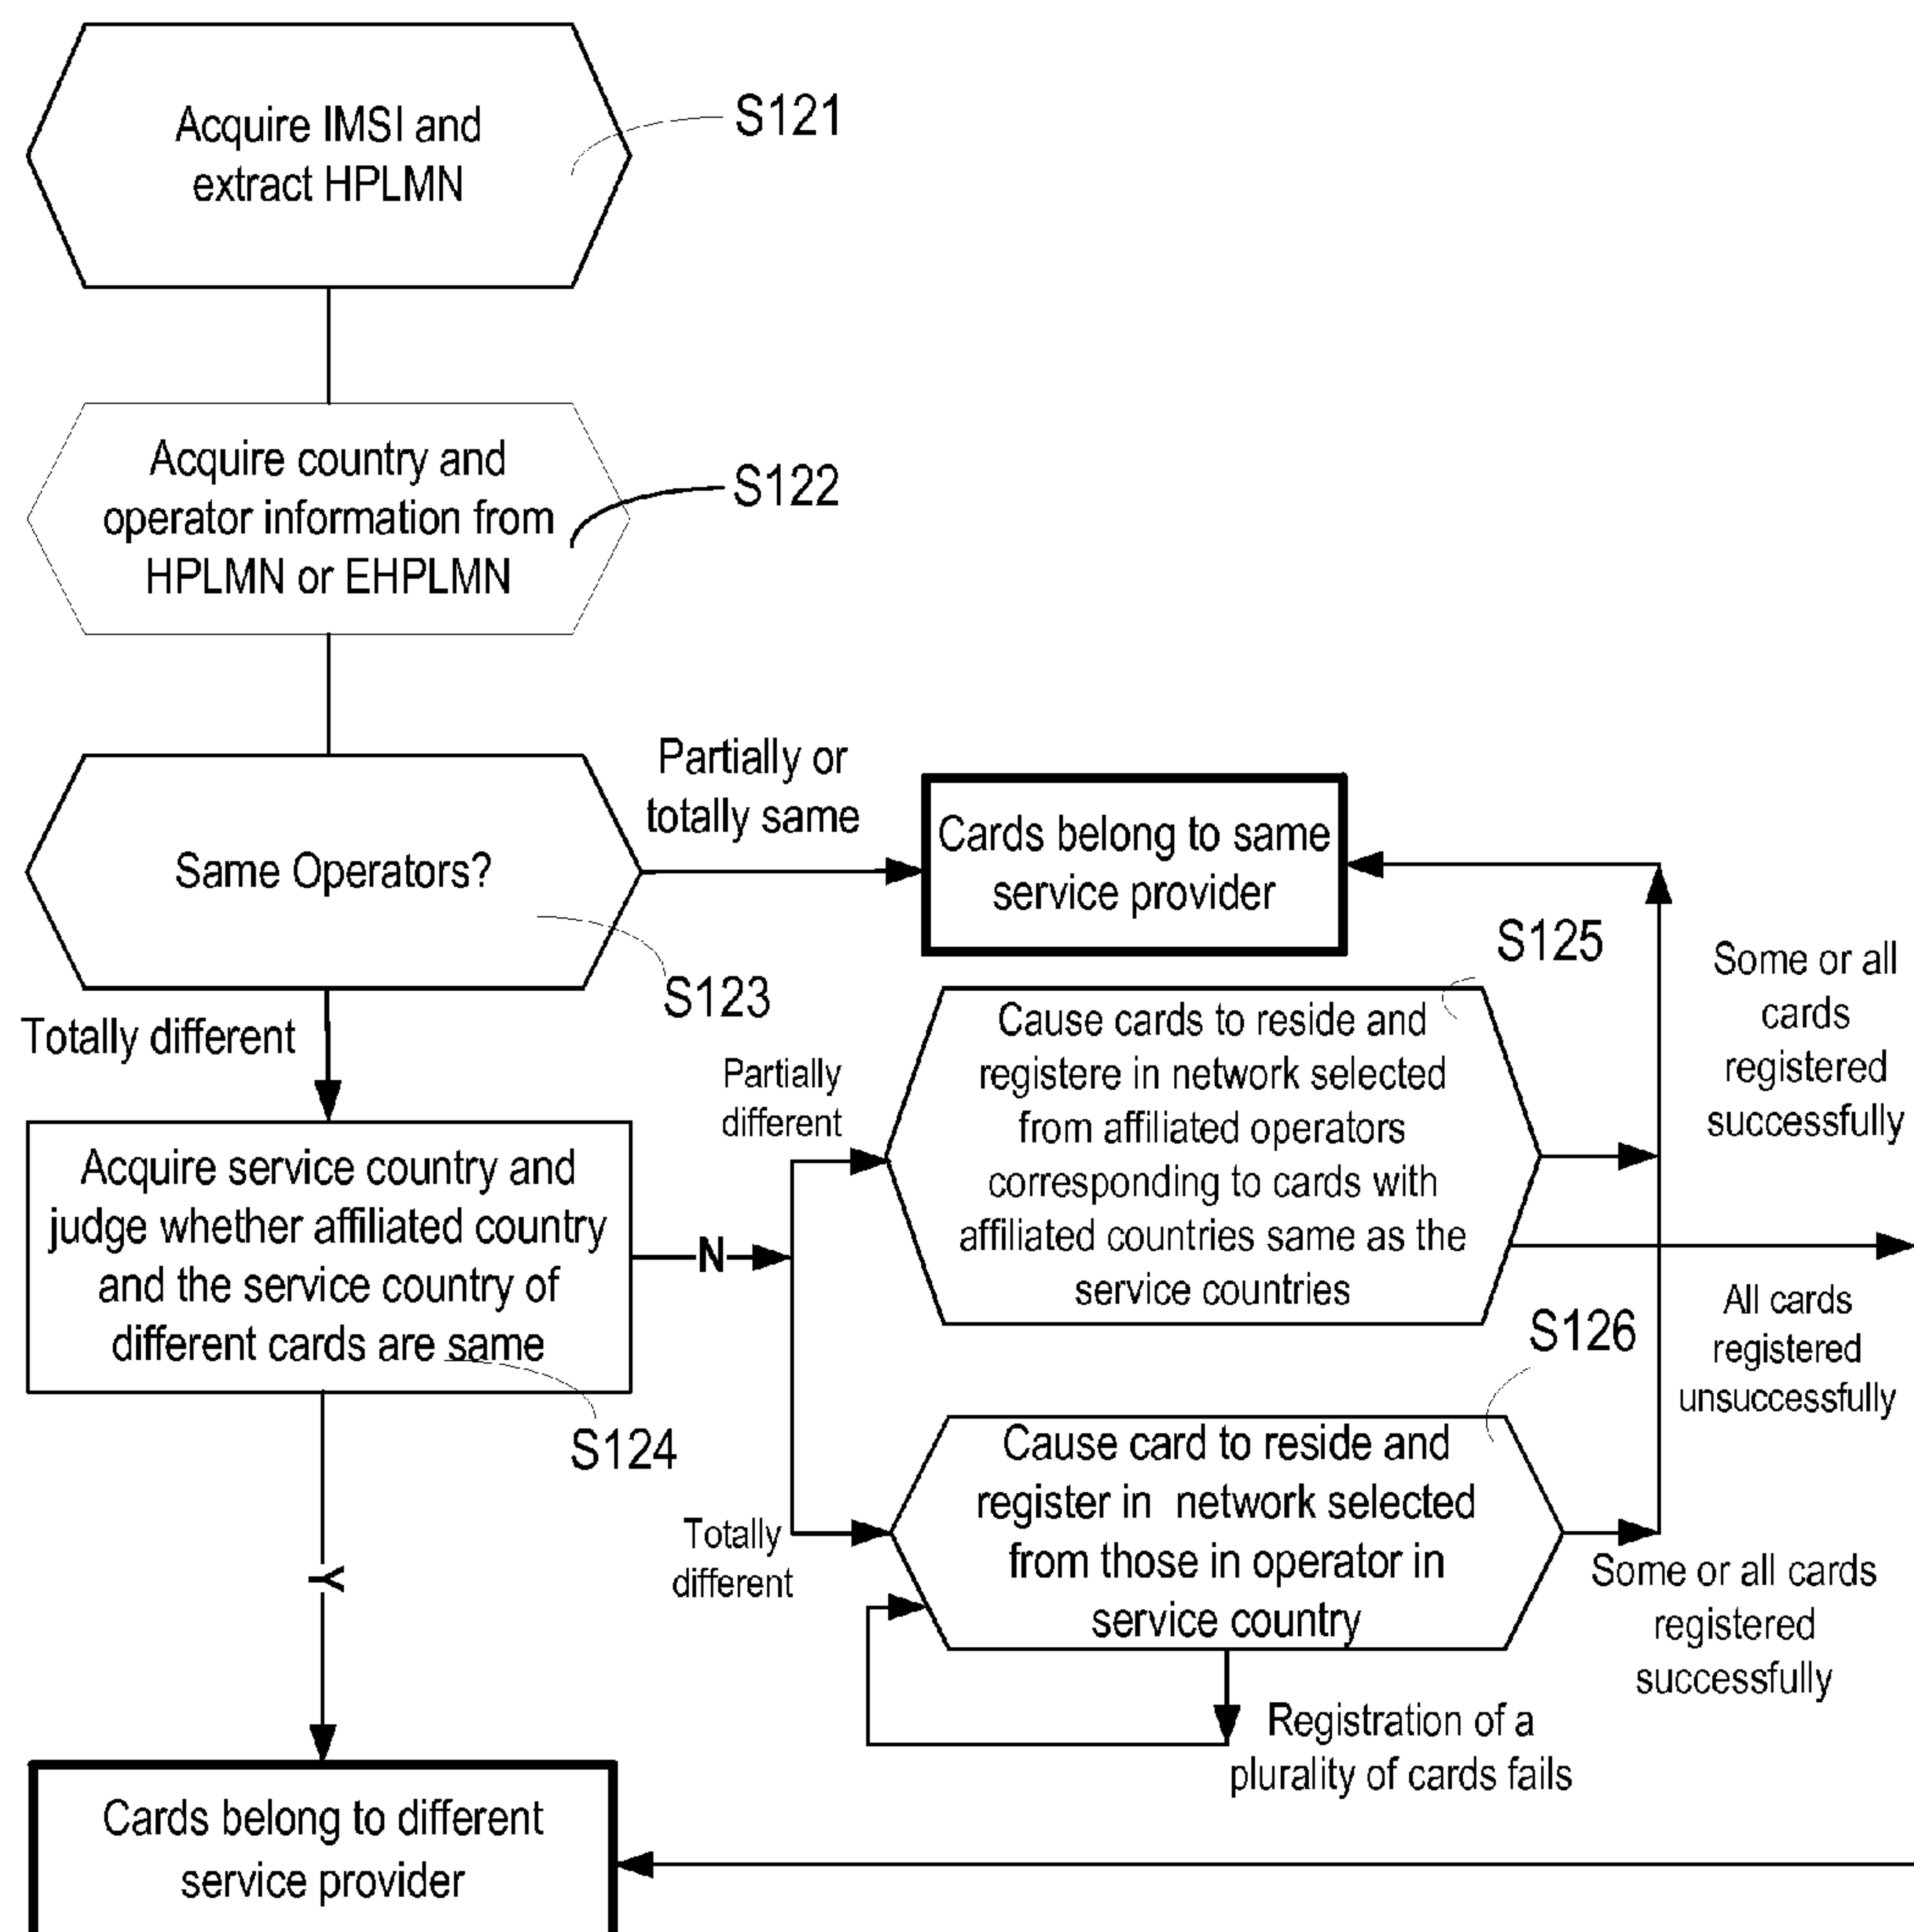 Acquire IMSI and
extract HPLMN
S121
Acquire country and
operator information from
HPLMN or EHPLMN
S122
Same Operators?
S123
Partially or
totally same
Cards belong to same
service provider
Totally different
Acquire service country and
judge whether affiliated country
and the service country of
different cards are same
S124
N
Y
Partially
different
S125
Cause cards to reside and
registere in network selected
from affiliated operators
corresponding to cards with
affiliated countries same as the
service countries
Some or all
cards
registered
successfully
All cards
registered
unsuccessfully
S126
Totally
different
Cause card to reside and
register in network selected
from those in operator in
service country
Some or all cards
registered
successfully
Registration of a
plurality of cards fails
Cards belong to different
service provider